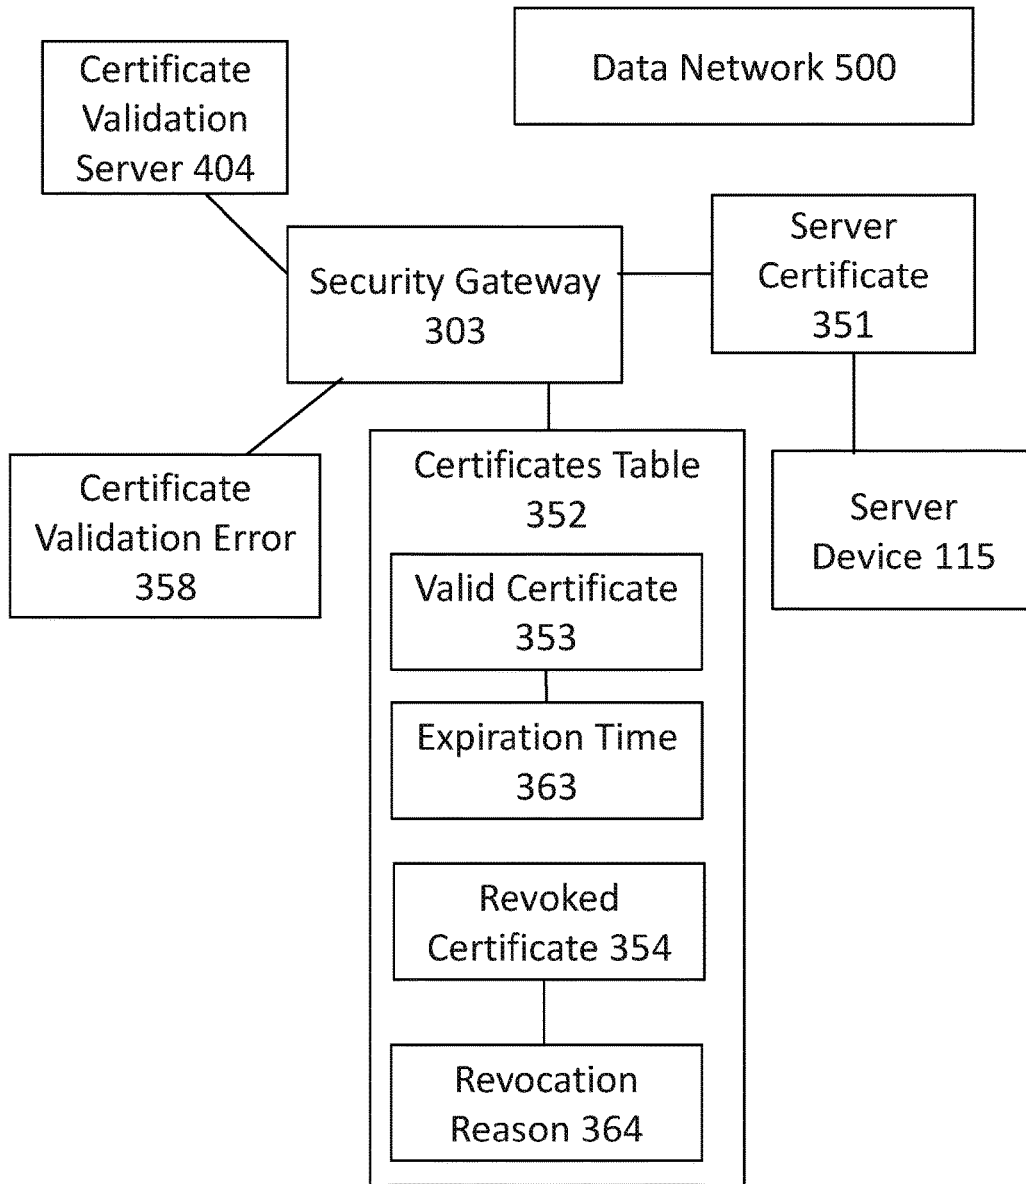 Certificate
Validation
Server 404
Data Network 500
Security Gateway
303
Server
Certificate
351
Certificate
Validation Error
358
Certificates Table
352
Server
Device 115
Valid Certificate
353
Expiration Time
363
Revoked
Certificate 354
Revocation
Reason 364